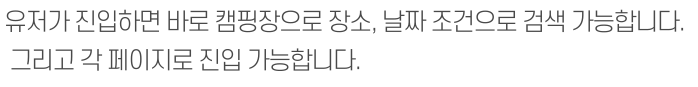 유저가 진입하면 바로 캠핑장으로 장소, 날짜 조건으로 검색 가능합니다.
그리고 각 페이지로 진입 가능합니다.